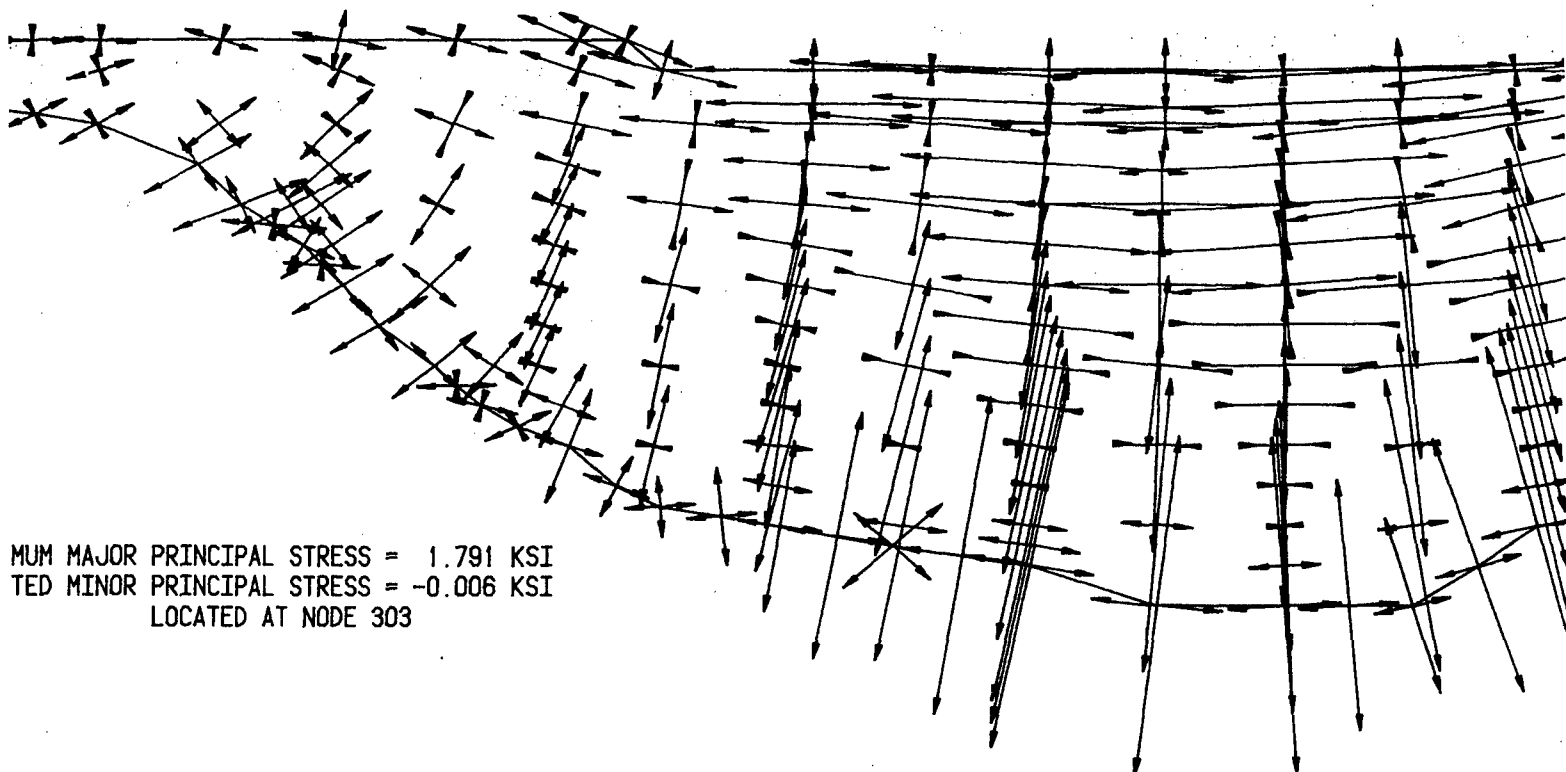 MUM MAJOR PRINCIPAL STRESS = 1.791 KSI
TED MINOR PRINCIPAL STRESS = -0.006 KSI
LOCATED AT NODE 303